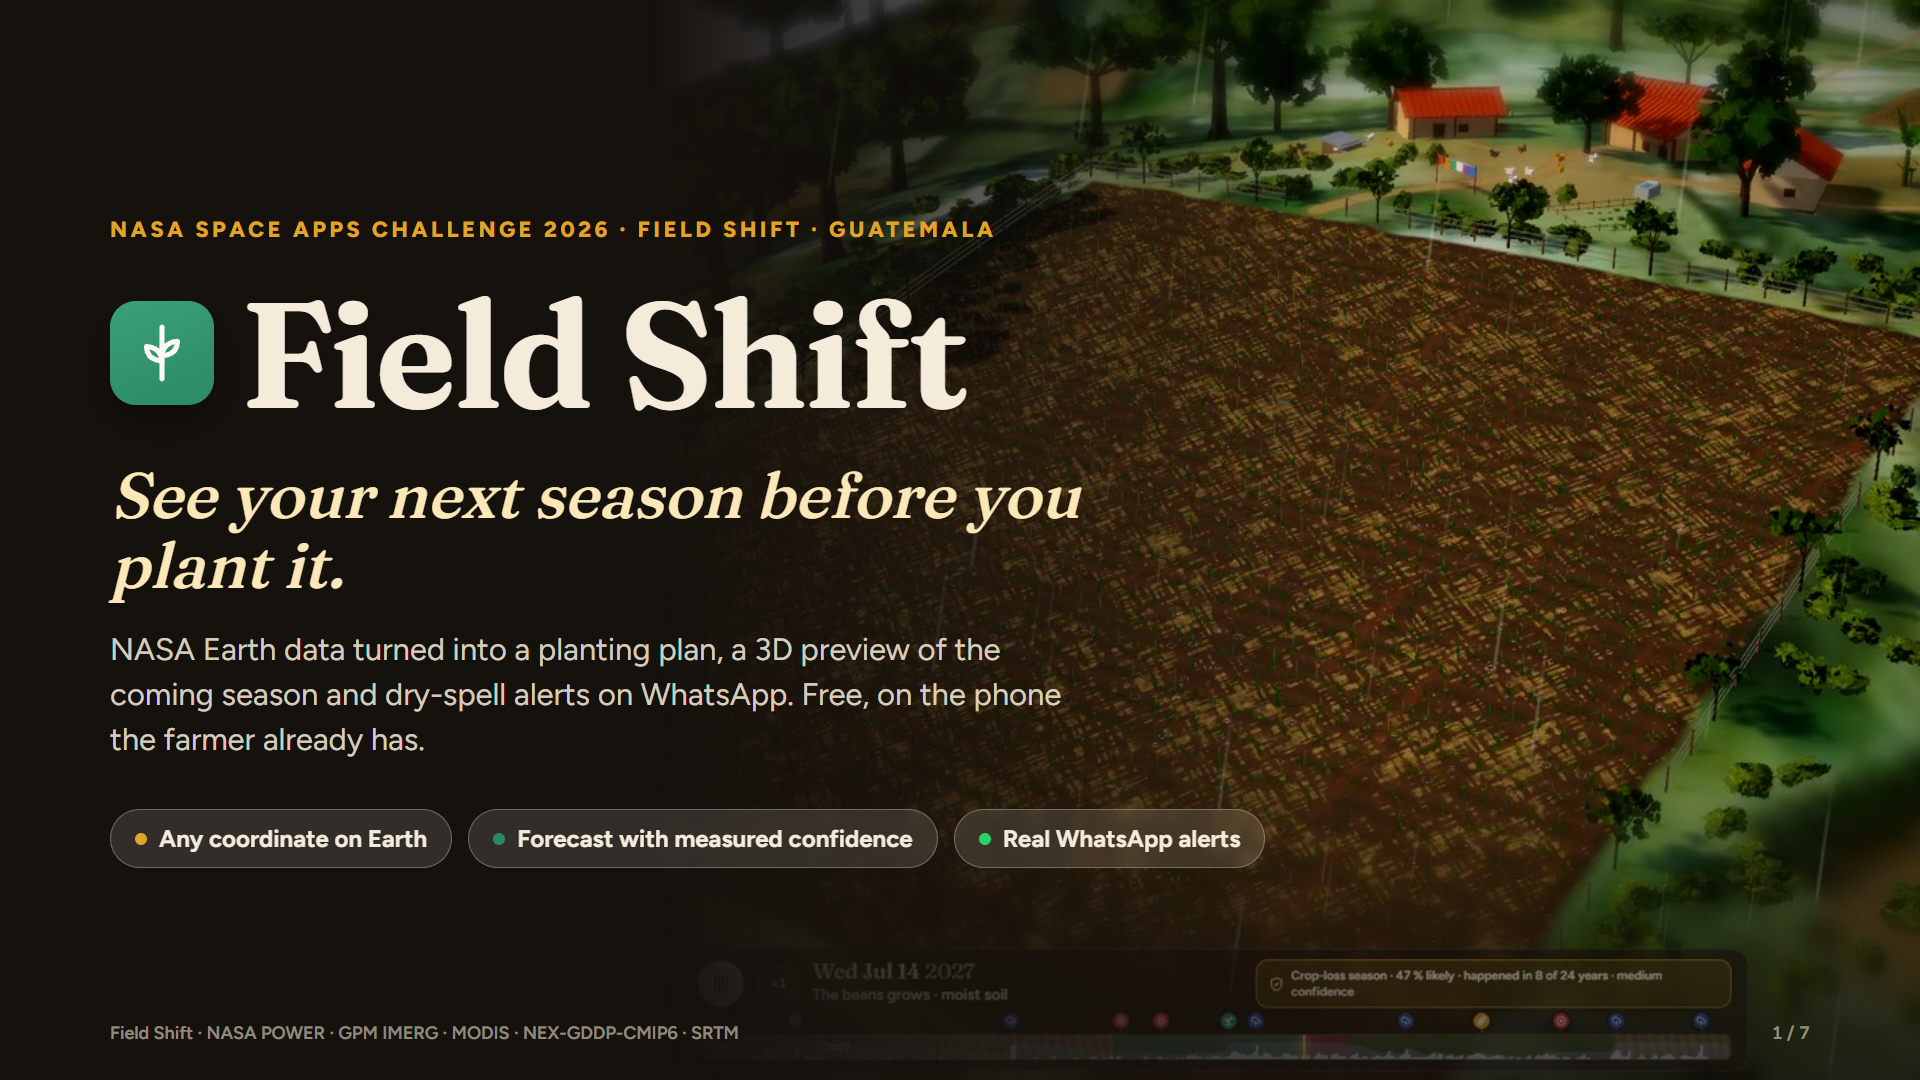 NASA SPACE APPS CHALLENGE 2026 · FIELD SHIFT · GUATEMALA
Field Shift
See your next season before you
plant it.
NASA Earth data turned into a planting plan, a 3D preview of the
coming season and dry-spell alerts on WhatsApp. Free, on the phone
the farmer already has.
Any coordinate on Earth
Forecast with measured confidence
Real WhatsApp alerts
×1
Wed Jul 14 2027
The beans grows · moist soil
Crop-loss season · 47 % likely · happened in 8 of 24 years · medium
confidence
2027
Field Shift · NASA POWER · GPM IMERG · MODIS · NEX-GDDP-CMIP6 · SRTM
1 / 7